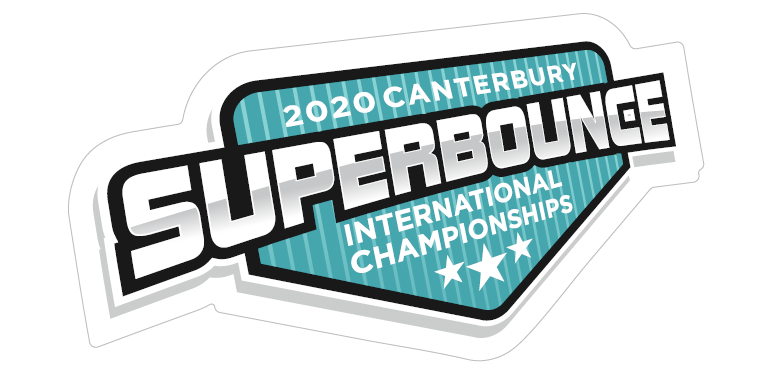 2020 CANTERBURY
SUPERBOUNCE
INTERNATIONAL
CHAMPIONSHIPS